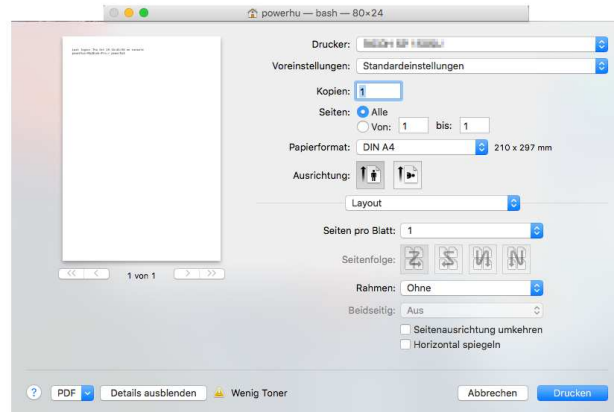 powerhu — bash — 80×24
Drucker:
Voreinstellungen: Standardeinstellungen
Kopien: 1
Seiten: Alle
Von: 1 bis: 1
Papierformat: DIN A4 210 x 297 mm
Ausrichtung:
Layout
Seiten pro Blatt: 1
Seitenfolge:
1 von 1
Rahmen: Ohne
Beidseitig: Aus
Seitenausrichtung umkehren
Horizontal spiegeln
? PDF Details ausblenden Wenig Toner Abbrechen Drucken